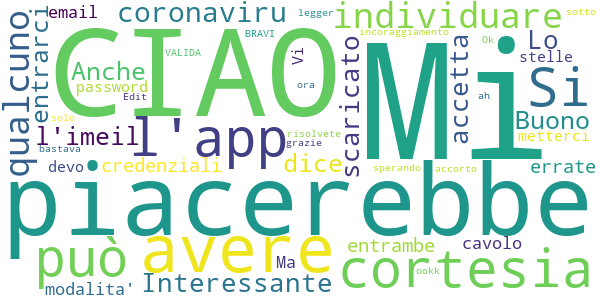 email
coronaviru
legger
individuare
sotto
qualcuno
entrarci
CIAO
VALIDA
BRAVI
Vi
incoraggiamento
Mi
Ok
Lo
stelle
Anche
password
Edit
ora
scaricato
accetta
ah
Si
solo
l'imeil
l'app
risolvete
Buono
metterci
bastava
grazie
devo
credenziali
dice
sperando
accorto
errate
piacerebbe
può
avere
Ma
entrambe
cavolo
cortesia
ookk
modalita'
Interessante